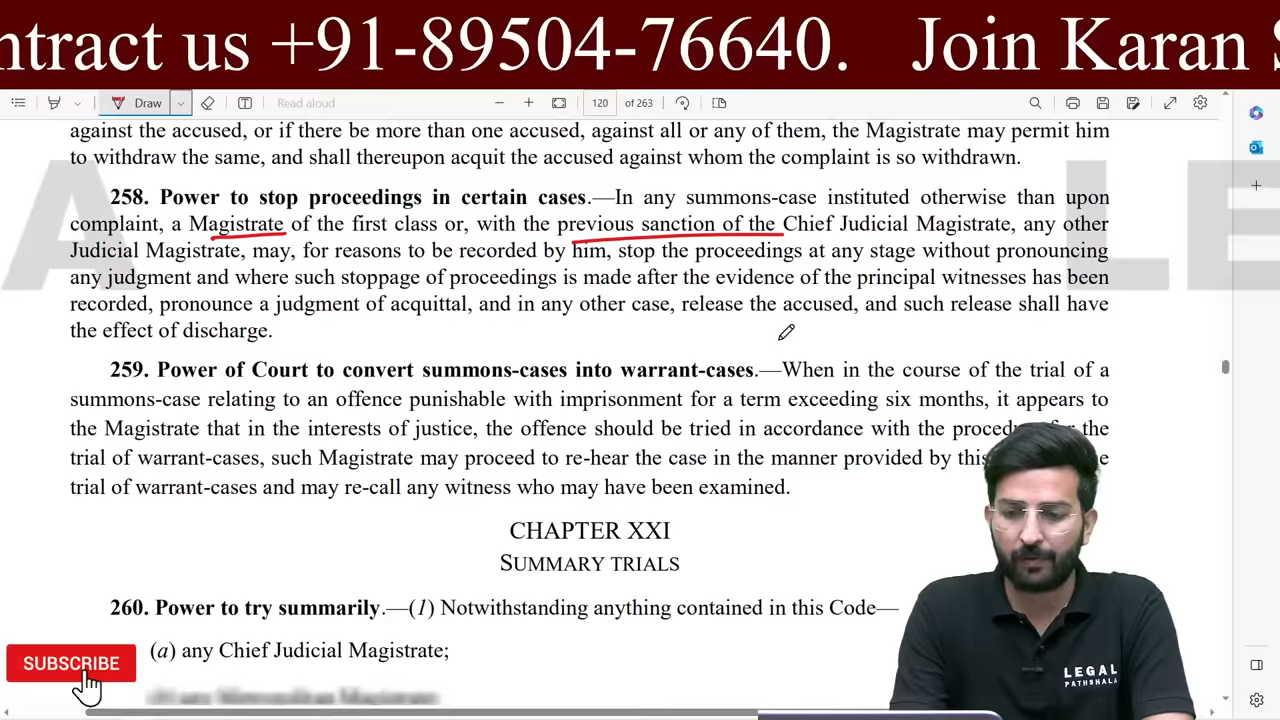 ntract us +91-89504-76640. Join Karan S
Draw
Read aloud
120 of 263
against the accused, or if there be more than one accused, against all or any of them, the Magistrate may permit him
to withdraw the same, and shall thereupon acquit the accused against whom the complaint is so withdrawn.
258. Power to stop proceedings in certain cases.—In any summons-case instituted otherwise than upon
complaint, a Magistrate of the first class or, with the previous sanction of the Chief Judicial Magistrate, any other
Judicial Magistrate, may, for reasons to be recorded by him, stop the proceedings at any stage without pronouncing
any judgment and where such stoppage of proceedings is made after the evidence of the principal witnesses has been
recorded, pronounce a judgment of acquittal, and in any other case, release the accused, and such release shall have
the effect of discharge.
259. Power of Court to convert summons-cases into warrant-cases.—When in the course of the trial of a
summons-case relating to an offence punishable with imprisonment for a term exceeding six months, it appears to
the Magistrate that in the interests of justice, the offence should be tried in accordance with the the
trial of warrant-cases, such Magistrate may proceed to re-hear the case in the manner provided by
trial of warrant-cases and may re-call any witness who may have been examined.
CHAPTER XXI
SUMMARY TRIALS
260. Power to try summarily.—(1) Notwithstanding anything contained in this Code—
(a) any Chief Judicial Magistrate;
SUBSCRIBE
LEGAL
PATHSHALA